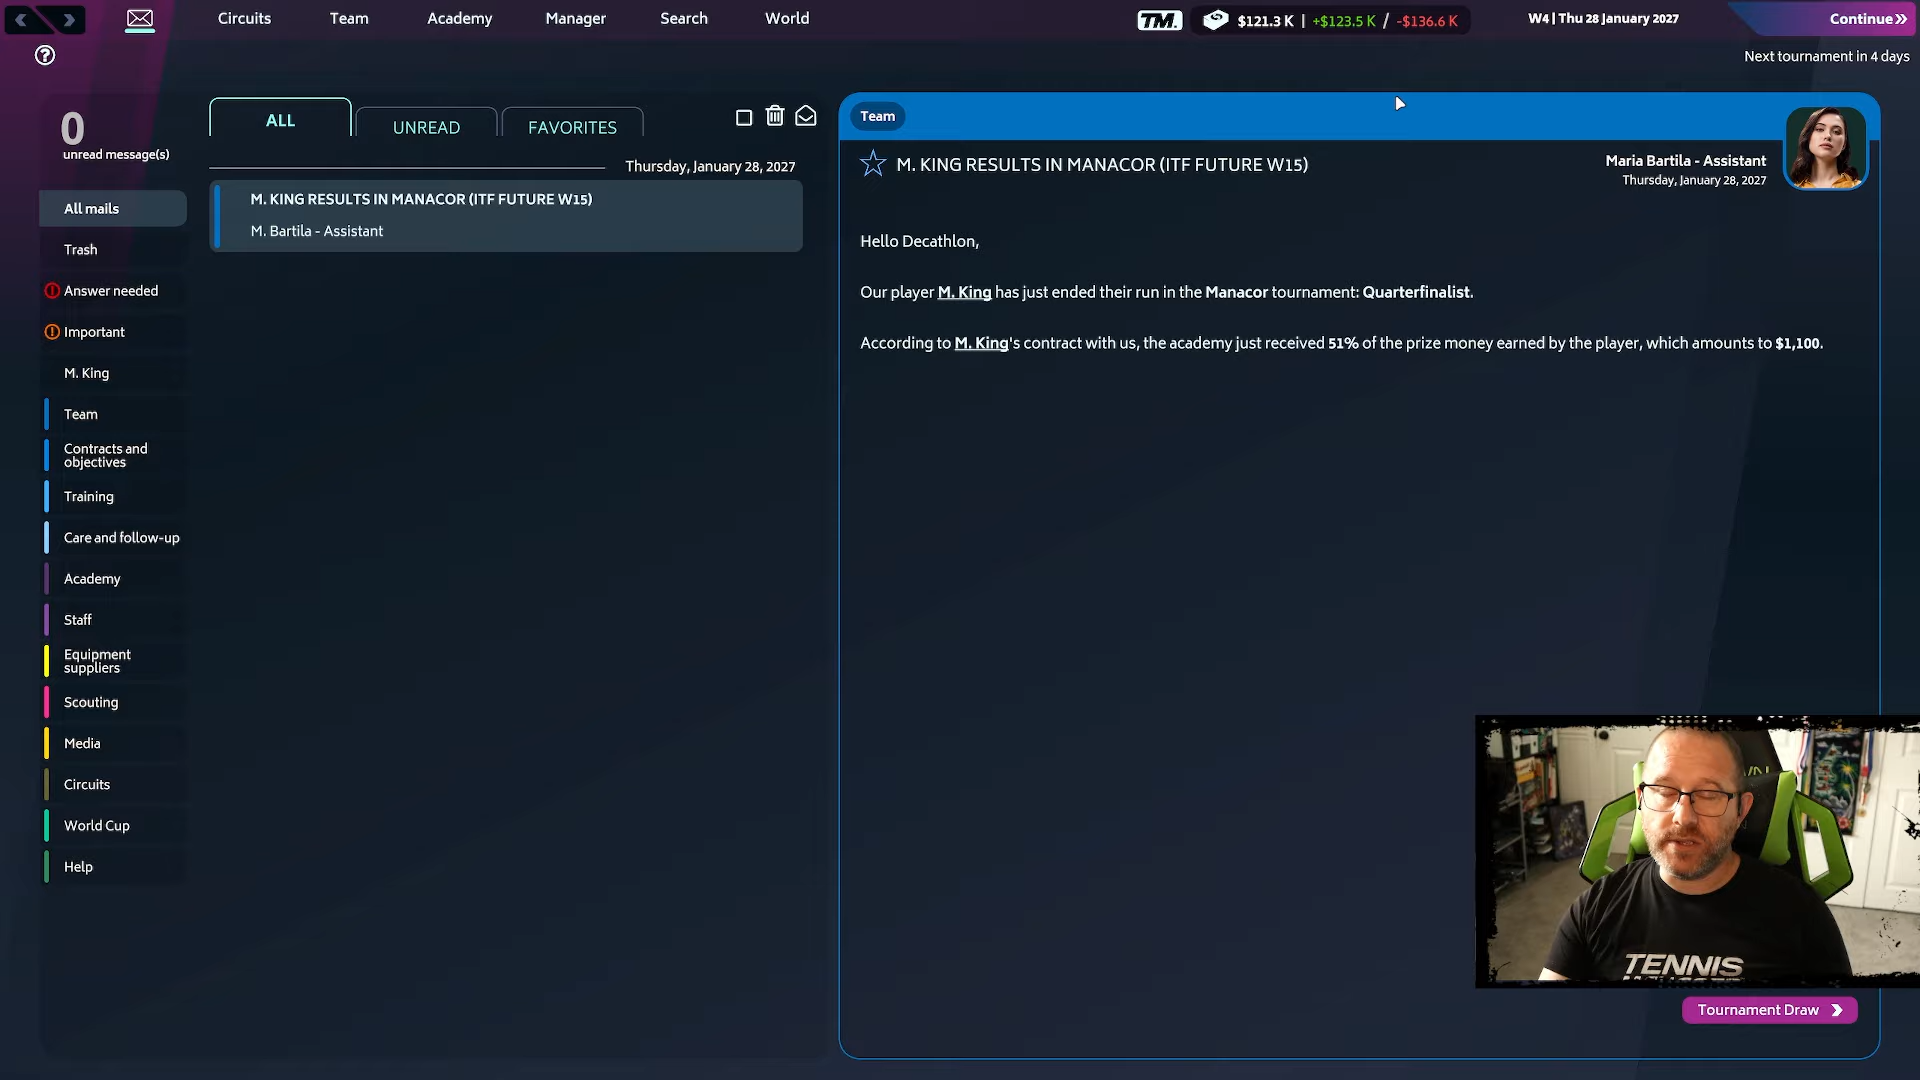 Circuits
Team
Academy
Manager
Search
World
TM.
$121.3 K | +$123.5 K / -$136.6 K
W4 | Thu 28 January 2027
Continue
Next tournament in 4 days
0
unread message(s)
ALL
UNREAD
FAVORITES
Thursday, January 28, 2027
M. KING RESULTS IN MANACOR (ITF FUTURE W15)
M. Bartila - Assistant
All mails
Trash
Answer needed
Important
M. King
Team
Contracts and
objectives
Training
Care and follow-up
Academy
Staff
Equipment
suppliers
Scouting
Media
Circuits
World Cup
Help
Team
M. KING RESULTS IN MANACOR (ITF FUTURE W15)
Maria Bartila - Assistant
Thursday, January 28, 2027
Hello Decathlon,
Our player M. King has just ended their run in the Manacor tournament: Quarterfinalist.
According to M. King's contract with us, the academy just received 51% of the prize money earned by the player, which amounts to $1,100.
TENNIS
Tournament Draw